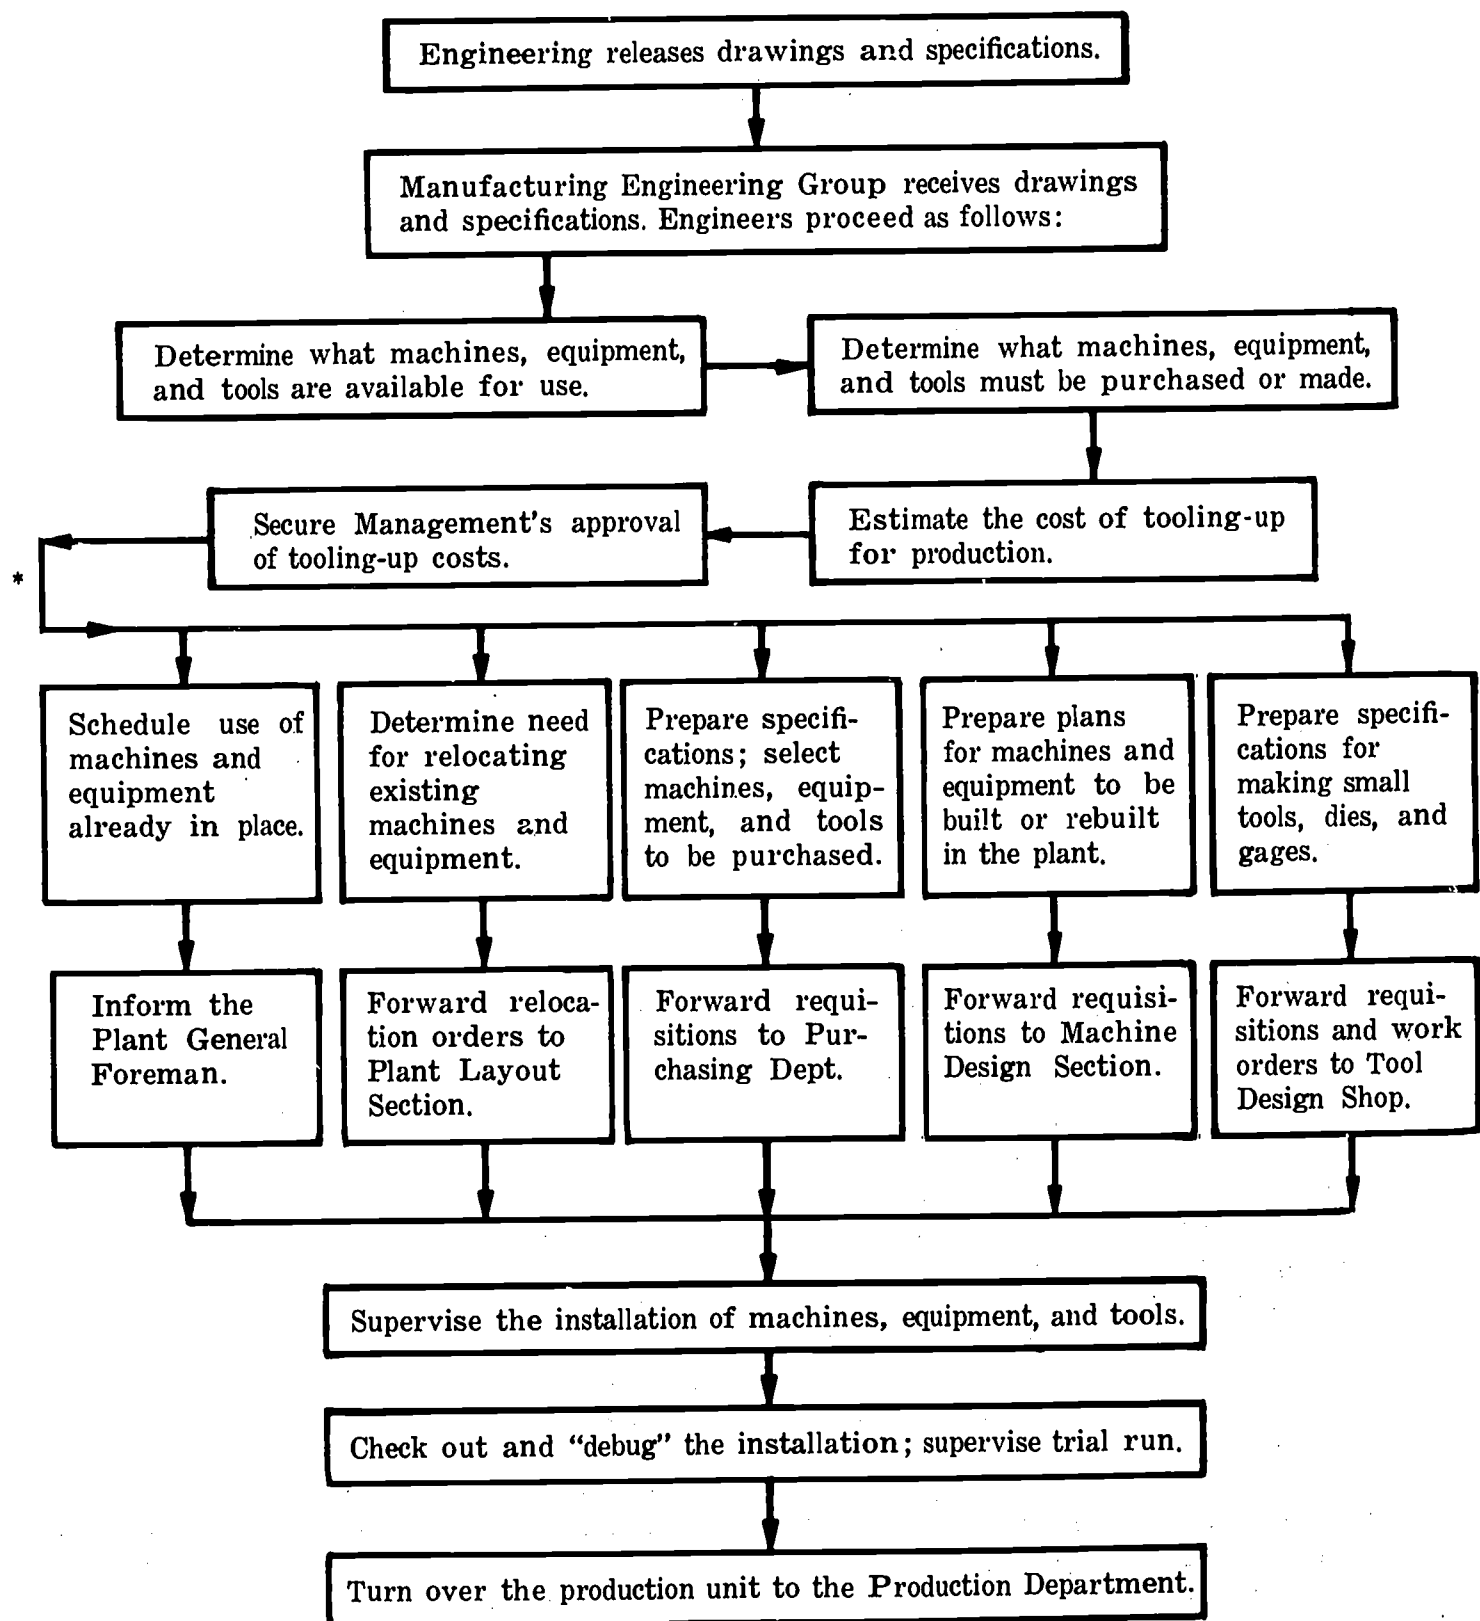 Engineering releases drawings and specifications.
Manufacturing Engineering Group receives drawings
and specifications. Engineers proceed as follows:
Determine what machines, equipment,
and tools are available for use.
Determine what machines, equipment,
and tools must be purchased or made.
Secure Management's approval
of tooling-up costs.
Estimate the cost of tooling-up
for production.
*
Schedule use of
machines and
equipment
already in place.
Determine need
for relocating
existing
machines and
equipment.
Prepare specifi-
cations; select
machines, equip-
ment, and tools
to be purchased.
Prepare plans
for machines and
equipment to be
built or rebuilt
in the plant.
Prepare specifi-
cations for
making small
tools, dies, and
gages.
Inform the
Plant General
Foreman.
Forward reloca-
tion orders to
Plant Layout
Section.
Forward requi-
sitions to Pur-
chasing Dept.
Forward requisi-
tions to Machine
Design Section.
Forward requi-
sitions and work
orders to Tool
Design Shop.
Supervise the installation of machines, equipment, and tools.
Check out and “debug” the installation; supervise trial run.
Turn over the production unit to the Production Department.